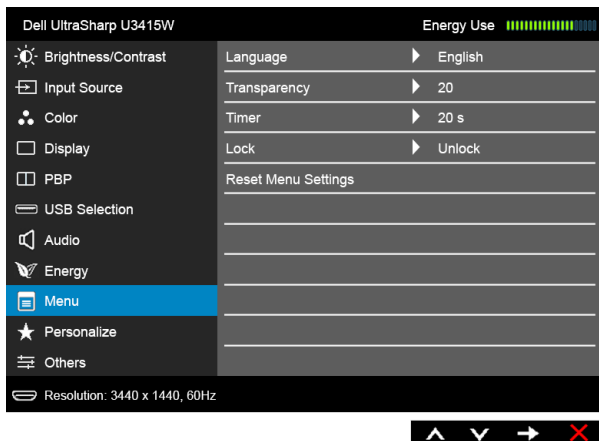 Dell UltraSharp U3415W
Energy Use
Brightness/Contrast
Language
English
Input Source
Transparency
20
Color
Timer
20 s
Display
Lock
Unlock
PBP
Reset Menu Settings
USB Selection
Audio
Energy
Menu
Personalize
Others
Resolution: 3440 x 1440, 60Hz